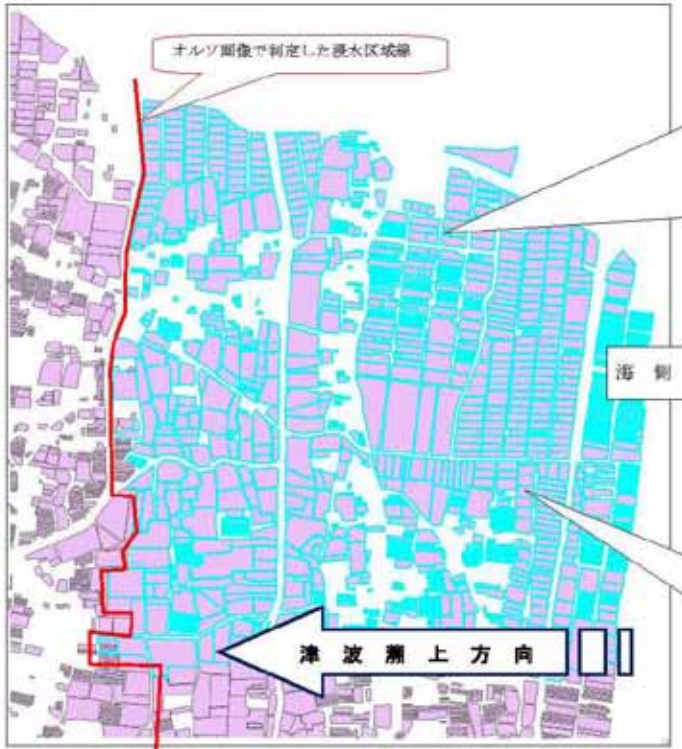 オルソ画像で判定した浸水区域線
海側
津波遡上方向